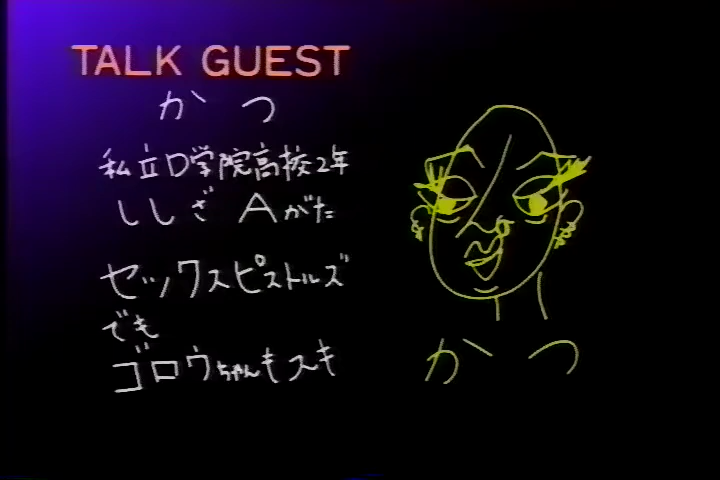 TALK GUEST
かつ
私立D学院高校2年
ししざ Aがた
セックスピストルズ
でも
ゴロウちゃんもスキ
かつ